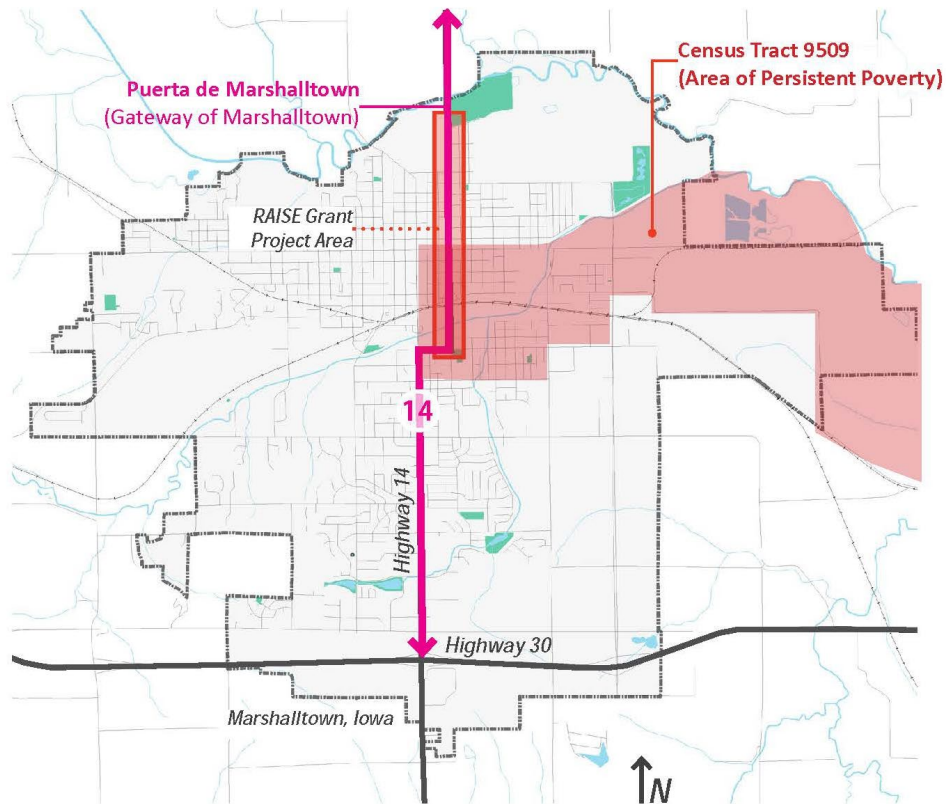 Puerta de Marshalltown
(Gateway of Marshalltown)
Census Tract 9509
(Area of Persistent Poverty)
RAISE Grant
Project Area
14
Highway 14
Highway 30
Marshalltown, Iowa
N